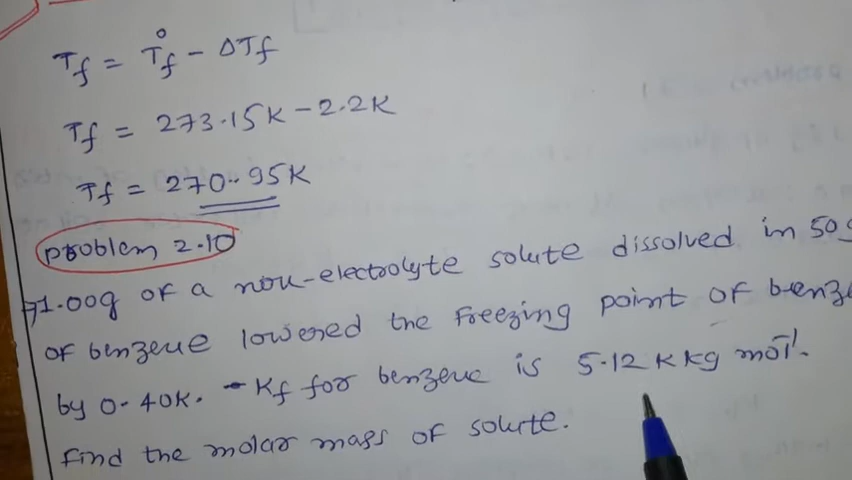 Tf = T°f - ΔTf
Tf = 273.15K - 2.2K
Tf = 270.95K
problem 2.10
→1.00g of a non-electrolyte solute dissolved in 50g
of benzene lowered the Freezing point of benze
by 0.40K. - Kf for benzene is 5.12 K kg mol⁻¹.
find the molar mass of solute.